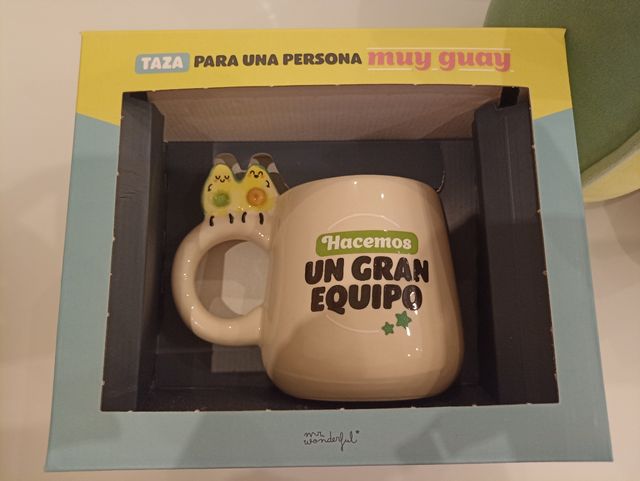 TAZA PARA UNA PERSONA muy guay
Hacemos
UN GRAN
EQUIPO
mr
wonderful*